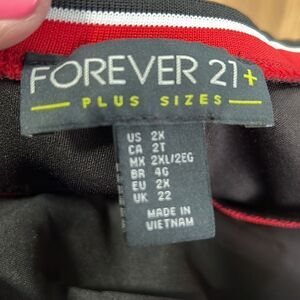 FOREVER 21+
PLUS SIZES
US 2X
CA 2T
MX 2XL/2EG
BR 4G
EU 2X
UK 22
MADE IN
VIETNAM